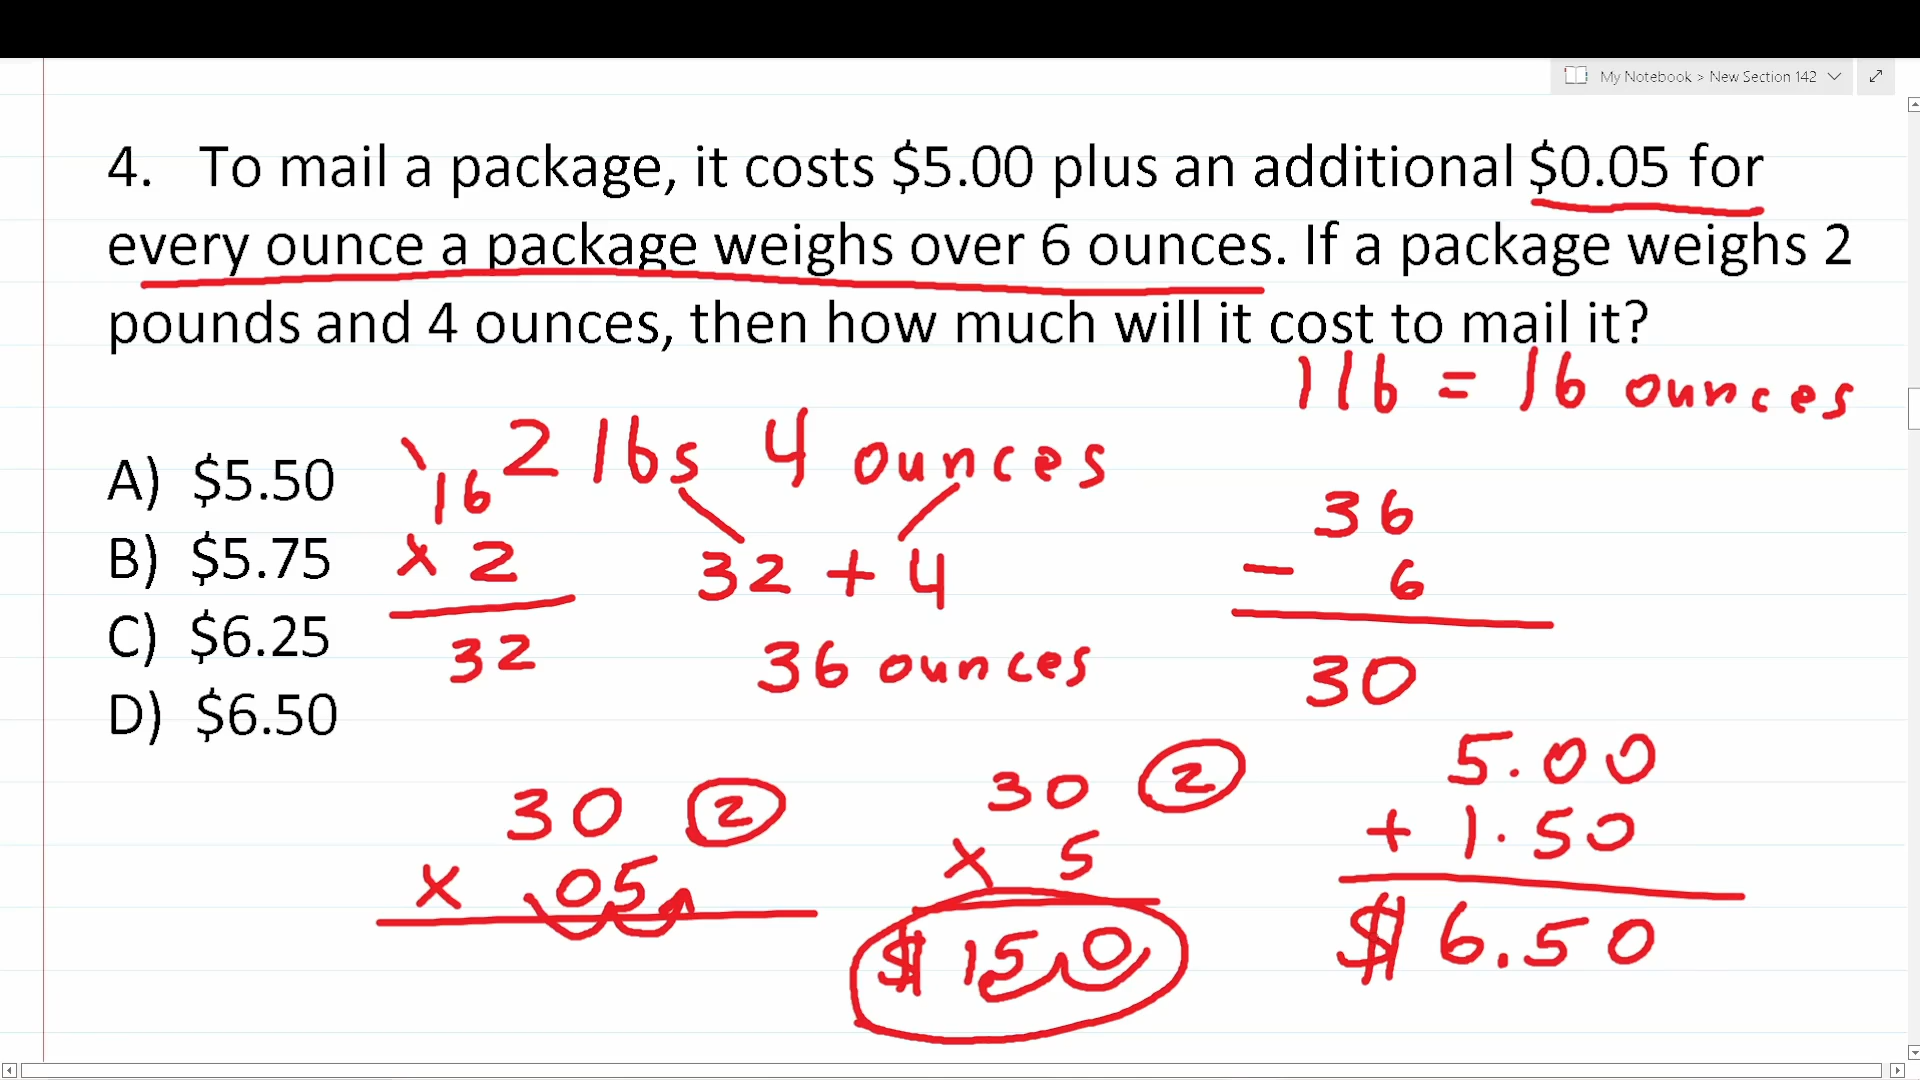 My Notebook > New Section 142
4. To mail a package, it costs $5.00 plus an additional $0.05 for
every ounce a package weighs over 6 ounces. If a package weighs 2
pounds and 4 ounces, then how much will it cost to mail it?
1 lb = 16 ounces
A) $5.50
B) $5.75
C) $6.25
D) $6.50
1
16
x 2
32
2 lbs 4 ounces
32 + 4
36 ounces
36
- 6
30
30 2
x .05
30 2
x 5
$ 150
5.00
+ 1.50
$ 6.50